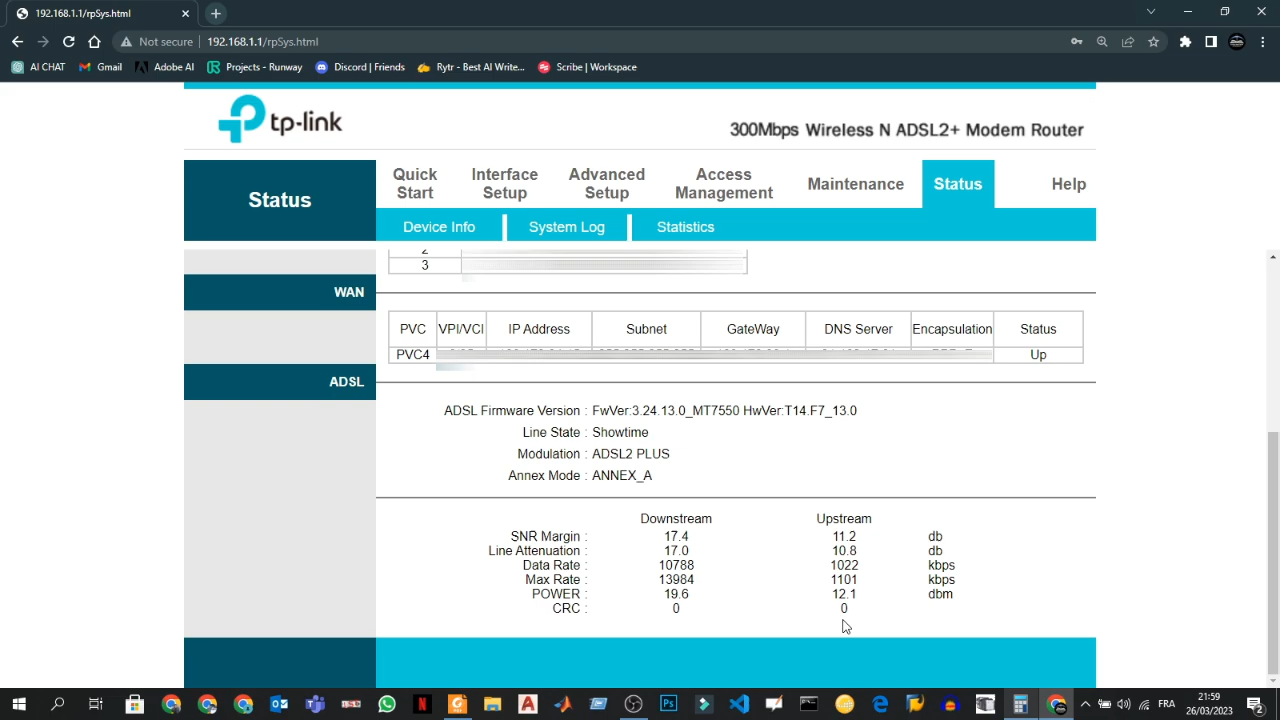 192.168.1.1/rpSys.html
Not secure 192.168.1.1/rpSys.html
AI CHAT Gmail Adobe AI Projects - Runway Discord | Friends Rytr - Best AI Write... Scribe | Workspace
tp-link
300Mbps Wireless N ADSL2+ Modem Router
Status
Quick Start Interface Setup Advanced Setup Access Management Maintenance Status Help
Device Info System Log Statistics
2
3
WAN
PVC VPI/VCI IP Address Subnet GateWay DNS Server Encapsulation Status
PVC4 Up
ADSL
ADSL Firmware Version : FwVer:3.24.13.0_MT7550 HwVer:T14.F7_13.0
Line State : Showtime
Modulation : ADSL2 PLUS
Annex Mode : ANNEX_A
Downstream Upstream
SNR Margin : 17.4 11.2 db
Line Attenuation : 17.0 10.8 db
Data Rate : 10788 1022 kbps
Max Rate : 13984 1101 kbps
POWER : 19.6 12.1 dbm
CRC : 0 0
FRA
21:59
26/03/2023